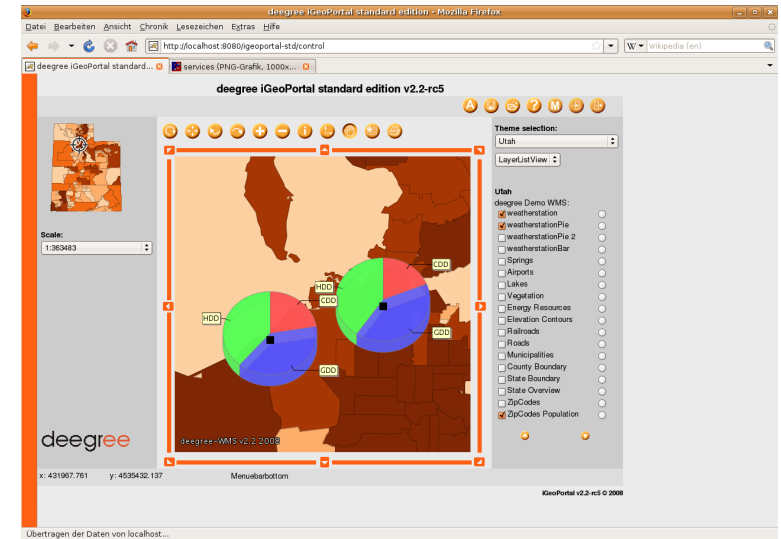 deegree iGeoPortal standard edition - Mozilla Firefox
Datei Bearbeiten Ansicht Chronik Lesezeichen Extras Hilfe
http://localhost:8080/igeoportal-std/control
Wikipedia (en)
deegree iGeoPortal standard...
services (PNG-Grafik, 1000x...
deegree iGeoPortal standard edition v2.2-rc5
A ? M
Theme selection:
Utah
LayerListView
Utah
deegree Demo WMS:
weatherstation
weatherstationPie
weatherstationPie 2
weatherstationBar
Springs
Airports
Lakes
Vegetation
Energy Resources
Elevation Contours
Railroads
Roads
Municipalities
County Boundary
State Boundary
State Overview
ZipCodes
ZipCodes Population
Scale:
1:363483
CDD
HDD
CDD
HDD
GDD
GDD
deegree-WMS v2.2 2008
deegree
x: 431967.761 y: 4535432.137 Menuebarbottom
iGeoPortal v2.2-rc5 © 2008
Übertragen der Daten von localhost...